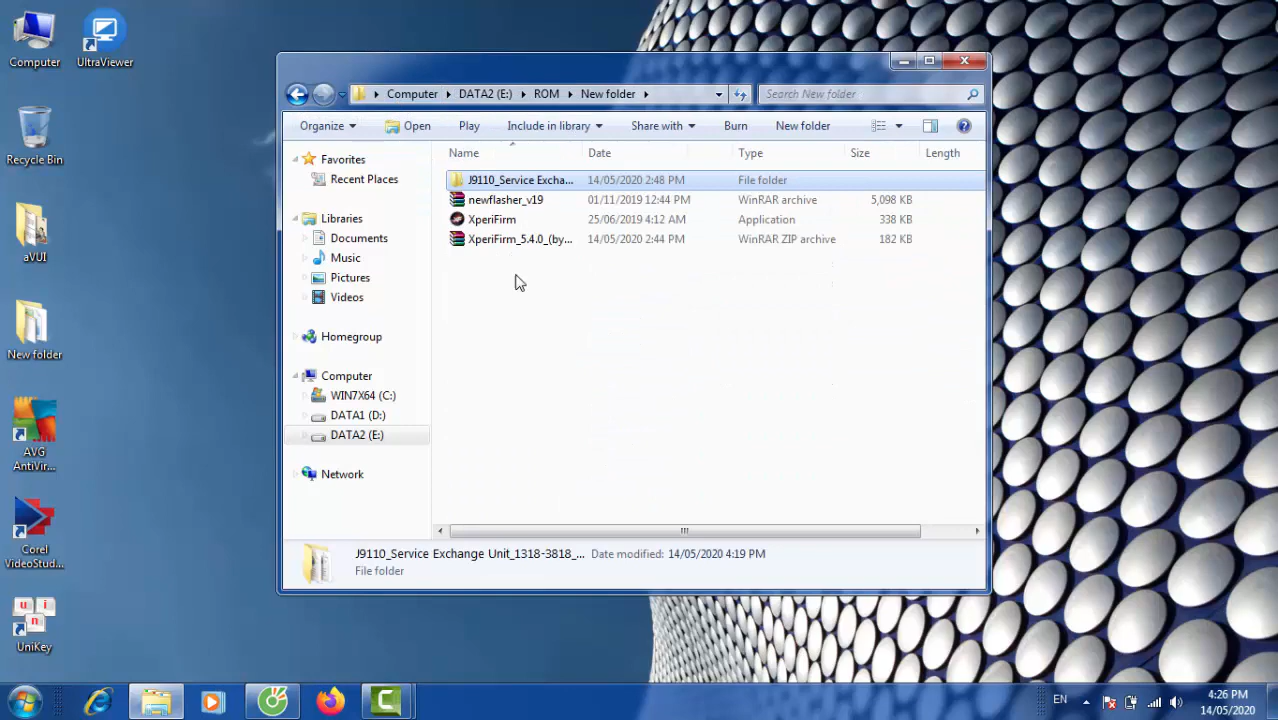 Computer
UltraViewer
Recycle Bin
aVUI
New folder
AVG
AntiVir...
Corel
VideoStud...
u i
n
UniKey
Computer
DATA2 (E:)
ROM
New folder
Search New folder
Organize
Open
Play
Include in library
Share with
Burn
New folder
Favorites
Recent Places
Libraries
Documents
Music
Pictures
Videos
Homegroup
Computer
WIN7X64 (C:)
DATA1 (D:)
DATA2 (E:)
Network
Name Date Type Size Length
J9110_Service Excha... 14/05/2020 2:48 PM File folder
newflasher_v19 01/11/2019 12:44 PM WinRAR archive 5,098 KB
XperiFirm 25/06/2019 4:12 AM Application 338 KB
XperiFirm_5.4.0_(by... 14/05/2020 2:44 PM WinRAR ZIP archive 182 KB
J9110_Service Exchange Unit_1318-3818_... Date modified: 14/05/2020 4:19 PM
File folder
EN
4:26 PM
14/05/2020